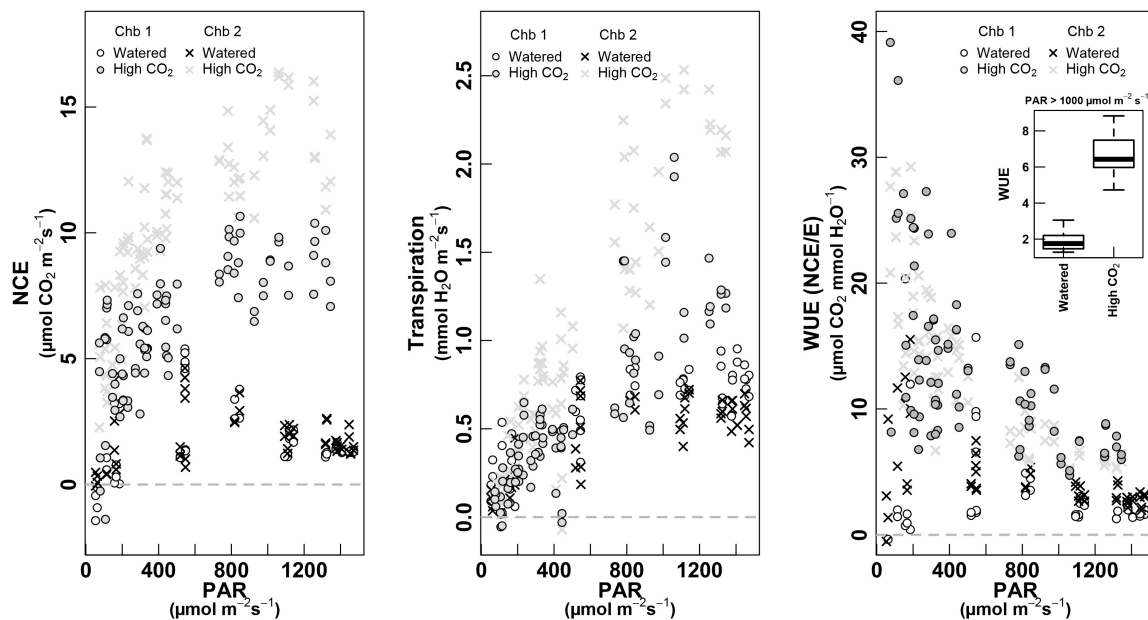 Chb 1 Chb 2
Watered Watered
High CO₂ High CO₂
NCE
(µmol CO₂ m⁻²s⁻¹)
0 5 10 15
0 400 800 1200
PAR
(µmol m⁻²s⁻¹)
Chb 1 Chb 2
Watered Watered
High CO₂ High CO₂
Transpiration
(mmol H₂O m⁻²s⁻¹)
0.0 0.5 1.0 1.5 2.0 2.5
0 400 800 1200
PAR
(µmol m⁻²s⁻¹)
Chb 1 Chb 2
Watered Watered
High CO₂ High CO₂
WUE (NCE/E)
(µmol CO₂ mmol H₂O⁻¹)
0 10 20 30 40
PAR > 1000 µmol m⁻² s⁻¹
WUE
2 4 6 8
Watered
High CO₂
0 400 800 1200
PAR
(µmol m⁻²s⁻¹)